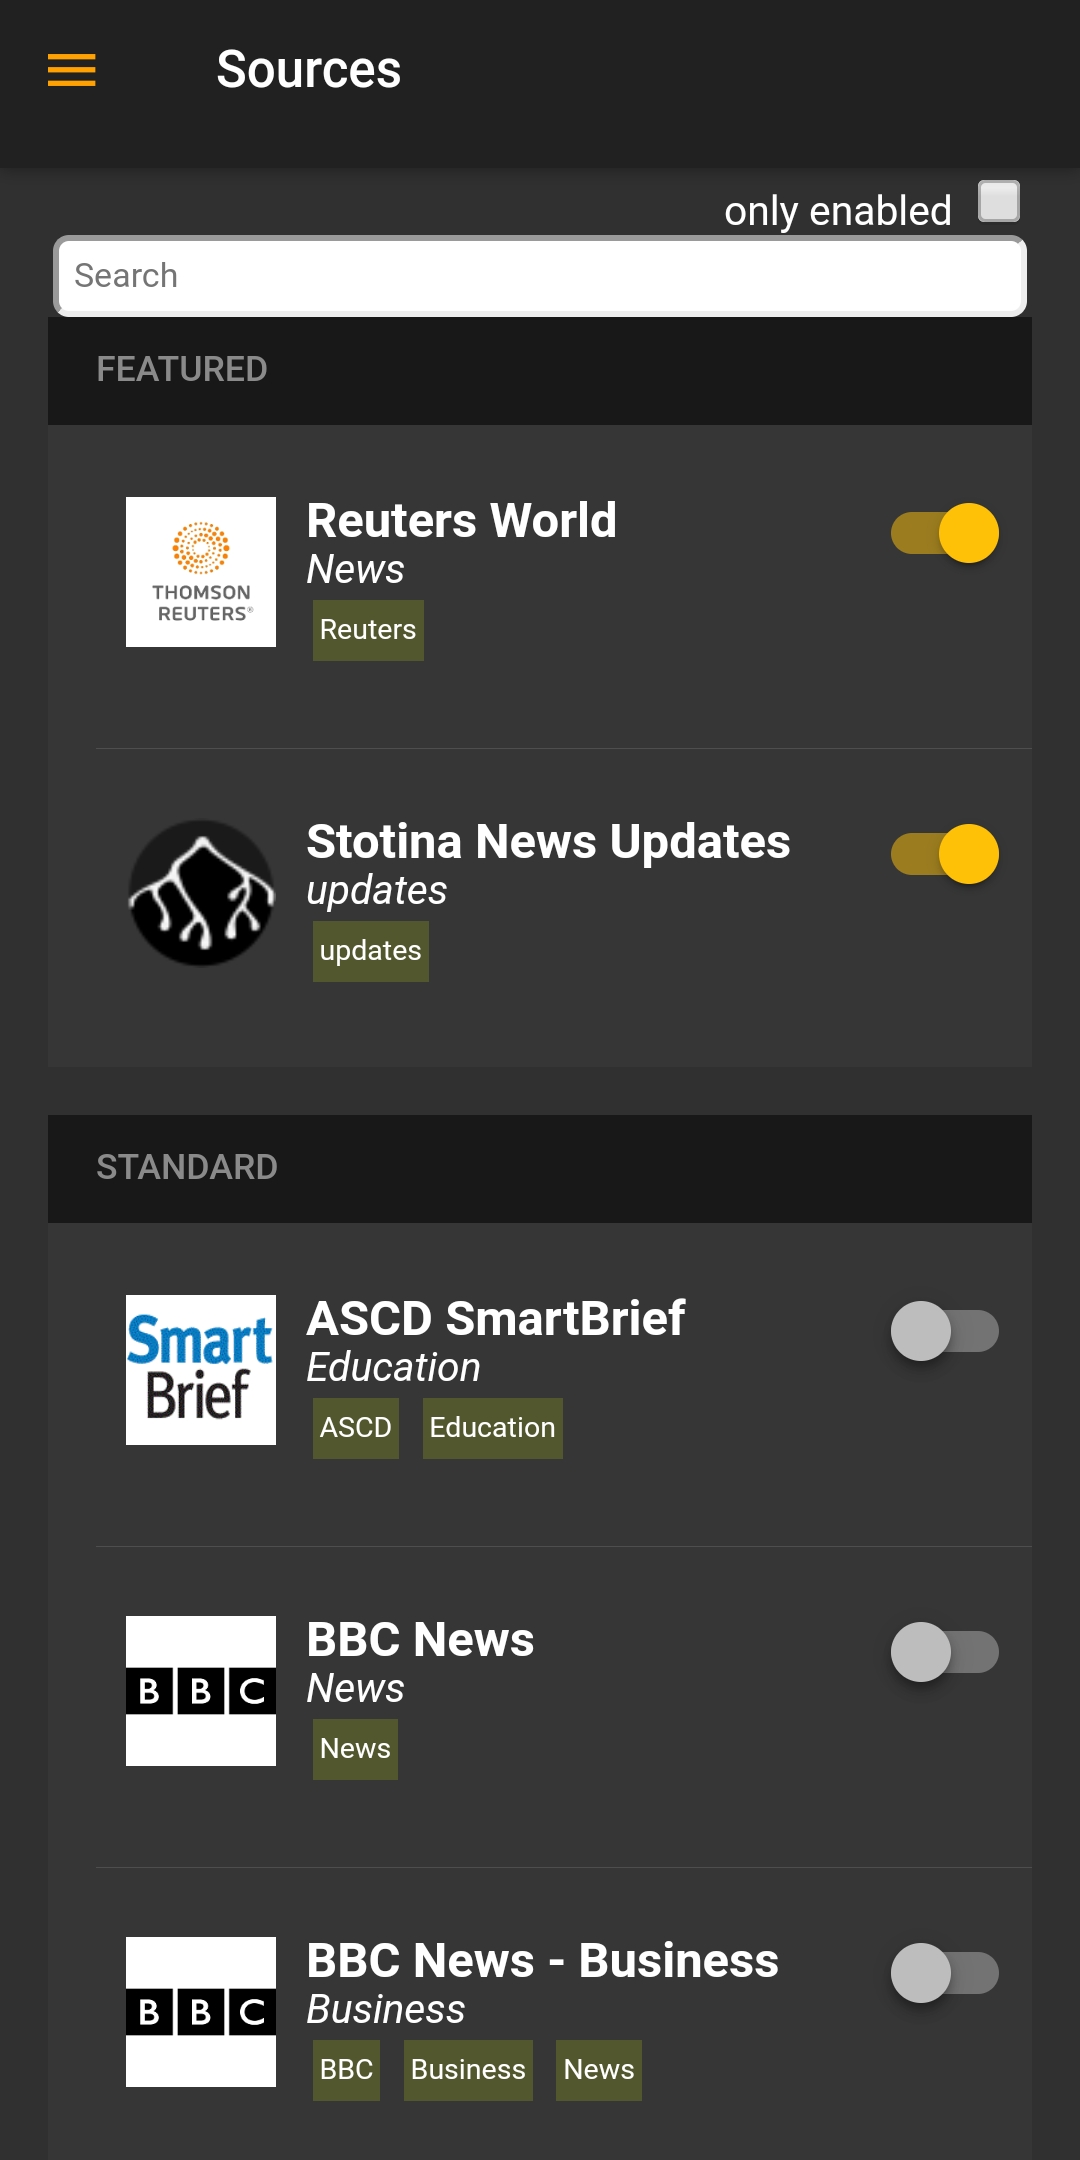 Sources
only enabled
Search
FEATURED
THOMSON
REUTERS®
Reuters World
News
Reuters
Stotina News Updates
updates
updates
STANDARD
Smart
Brief
ASCD SmartBrief
Education
ASCD Education
BBC
BBC News
News
News
BBC
BBC News - Business
Business
BBC Business News